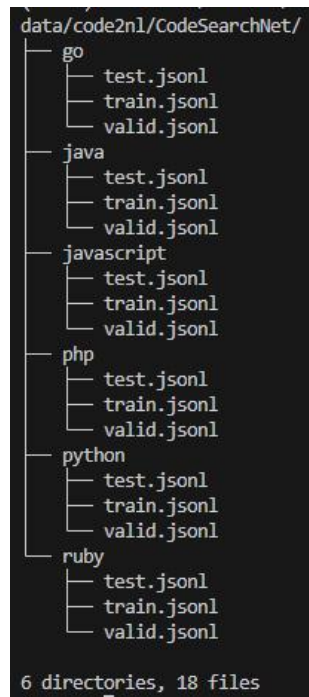 data/code2nl/CodeSearchNet/
├── go
│   ├── test.jsonl
│   ├── train.jsonl
│   └── valid.jsonl
├── java
│   ├── test.jsonl
│   ├── train.jsonl
│   └── valid.jsonl
├── javascript
│   ├── test.jsonl
│   ├── train.jsonl
│   └── valid.jsonl
├── php
│   ├── test.jsonl
│   ├── train.jsonl
│   └── valid.jsonl
├── python
│   ├── test.jsonl
│   ├── train.jsonl
│   └── valid.jsonl
└── ruby
    ├── test.jsonl
    ├── train.jsonl
    └── valid.jsonl
6 directories, 18 files